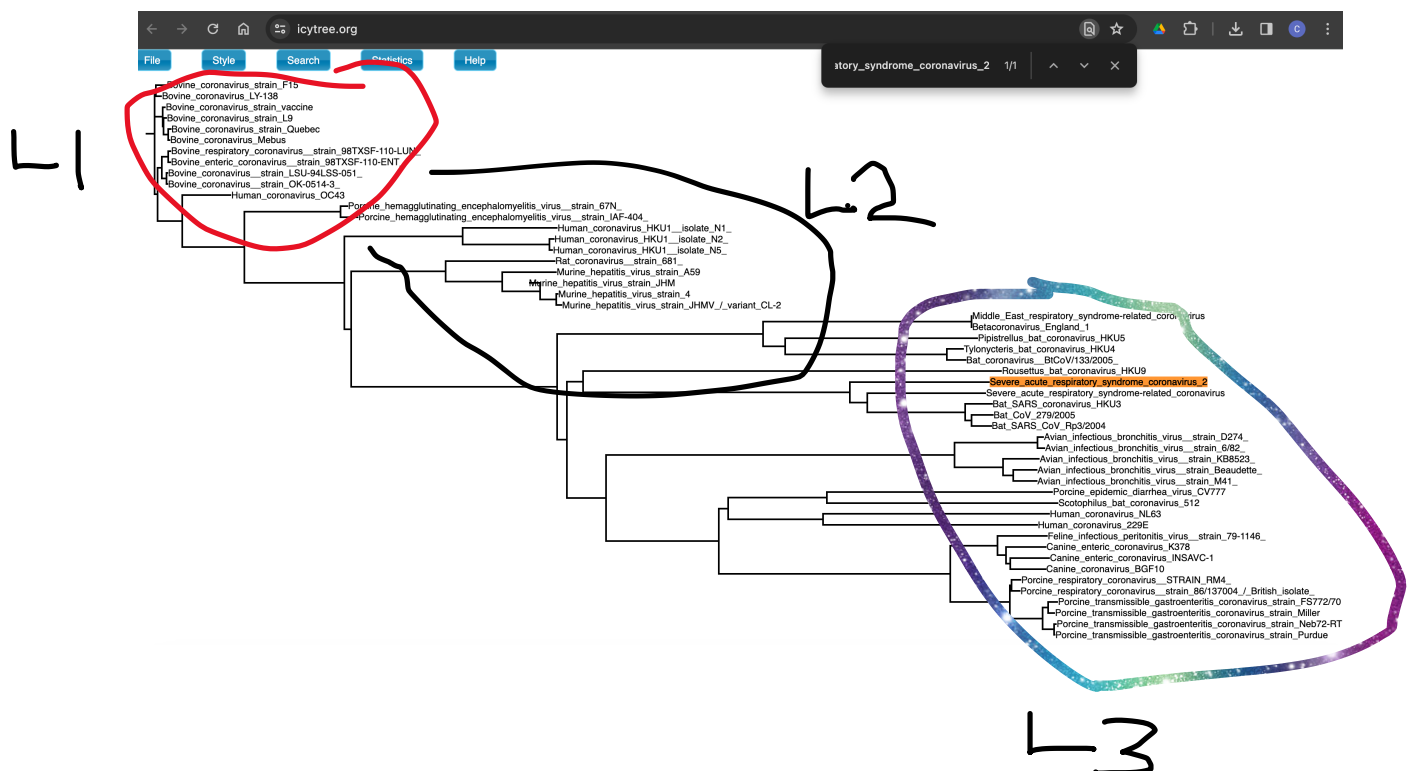 icytree.org
File Style Search Statistics Help
atory_syndrome_coronavirus_2 1/1
Bovine_coronavirus_strain_F15
Bovine_coronavirus_LY-138
Bovine_coronavirus_strain_vaccine
Bovine_coronavirus_strain_L9
Bovine_coronavirus_strain_Quebec
Bovine_coronavirus_Mebus
Bovine_respiratory_coronavirus__strain_98TXSF-110-LUN_
Bovine_enteric_coronavirus__strain_98TXSF-110-ENT_
Bovine_coronavirus__strain_LSU-94LSS-051_
Bovine_coronavirus__strain_OK-0514-3_
Human_coronavirus_OC43
L1
Porcine_hemagglutinating_encephalomyelitis_virus__strain_67N_
Porcine_hemagglutinating_encephalomyelitis_virus__strain_IAF-404_
L2
Human_coronavirus_HKU1__isolate_N1_
Human_coronavirus_HKU1__isolate_N2_
Human_coronavirus_HKU1__isolate_N5_
Rat_coronavirus__strain_681_
Murine_hepatitis_virus_strain_A59
Murine_hepatitis_virus_strain_JHM
Murine_hepatitis_virus_strain_4
Murine_hepatitis_virus_strain_JHMV_/_variant_CL-2
Middle_East_respiratory_syndrome-related_coronavirus
Betacoronavirus_England_1
Pipistrellus_bat_coronavirus_HKU5
Tylonycteris_bat_coronavirus_HKU4
Bat_coronavirus__BtCoV/133/2005_
Rousettus_bat_coronavirus_HKU9
Severe_acute_respiratory_syndrome_coronavirus_2
Severe_acute_respiratory_syndrome-related_coronavirus
Bat_SARS_coronavirus_HKU3
Bat_CoV_279/2005
Bat_SARS_CoV_Rp3/2004
Avian_infectious_bronchitis_virus__strain_D274_
Avian_infectious_bronchitis_virus__strain_6/82_
Avian_infectious_bronchitis_virus__strain_KB8523_
Avian_infectious_bronchitis_virus__strain_Beaudette_
Avian_infectious_bronchitis_virus__strain_M41_
Porcine_epidemic_diarrhea_virus_CV777
Scotophilus_bat_coronavirus_512
Human_coronavirus_NL63
Human_coronavirus_229E
Feline_infectious_peritonitis_virus__strain_79-1146_
Canine_enteric_coronavirus_K378
Canine_enteric_coronavirus_INSAVC-1
Canine_coronavirus_BGF10
Porcine_respiratory_coronavirus__STRAIN_RM4_
Porcine_respiratory_coronavirus__strain_86/137004_/_British_isolate_
Porcine_transmissible_gastroenteritis_coronavirus_strain_FS772/70
Porcine_transmissible_gastroenteritis_coronavirus_strain_Miller
Porcine_transmissible_gastroenteritis_coronavirus_strain_Neb72-RT
Porcine_transmissible_gastroenteritis_coronavirus_strain_Purdue
L3